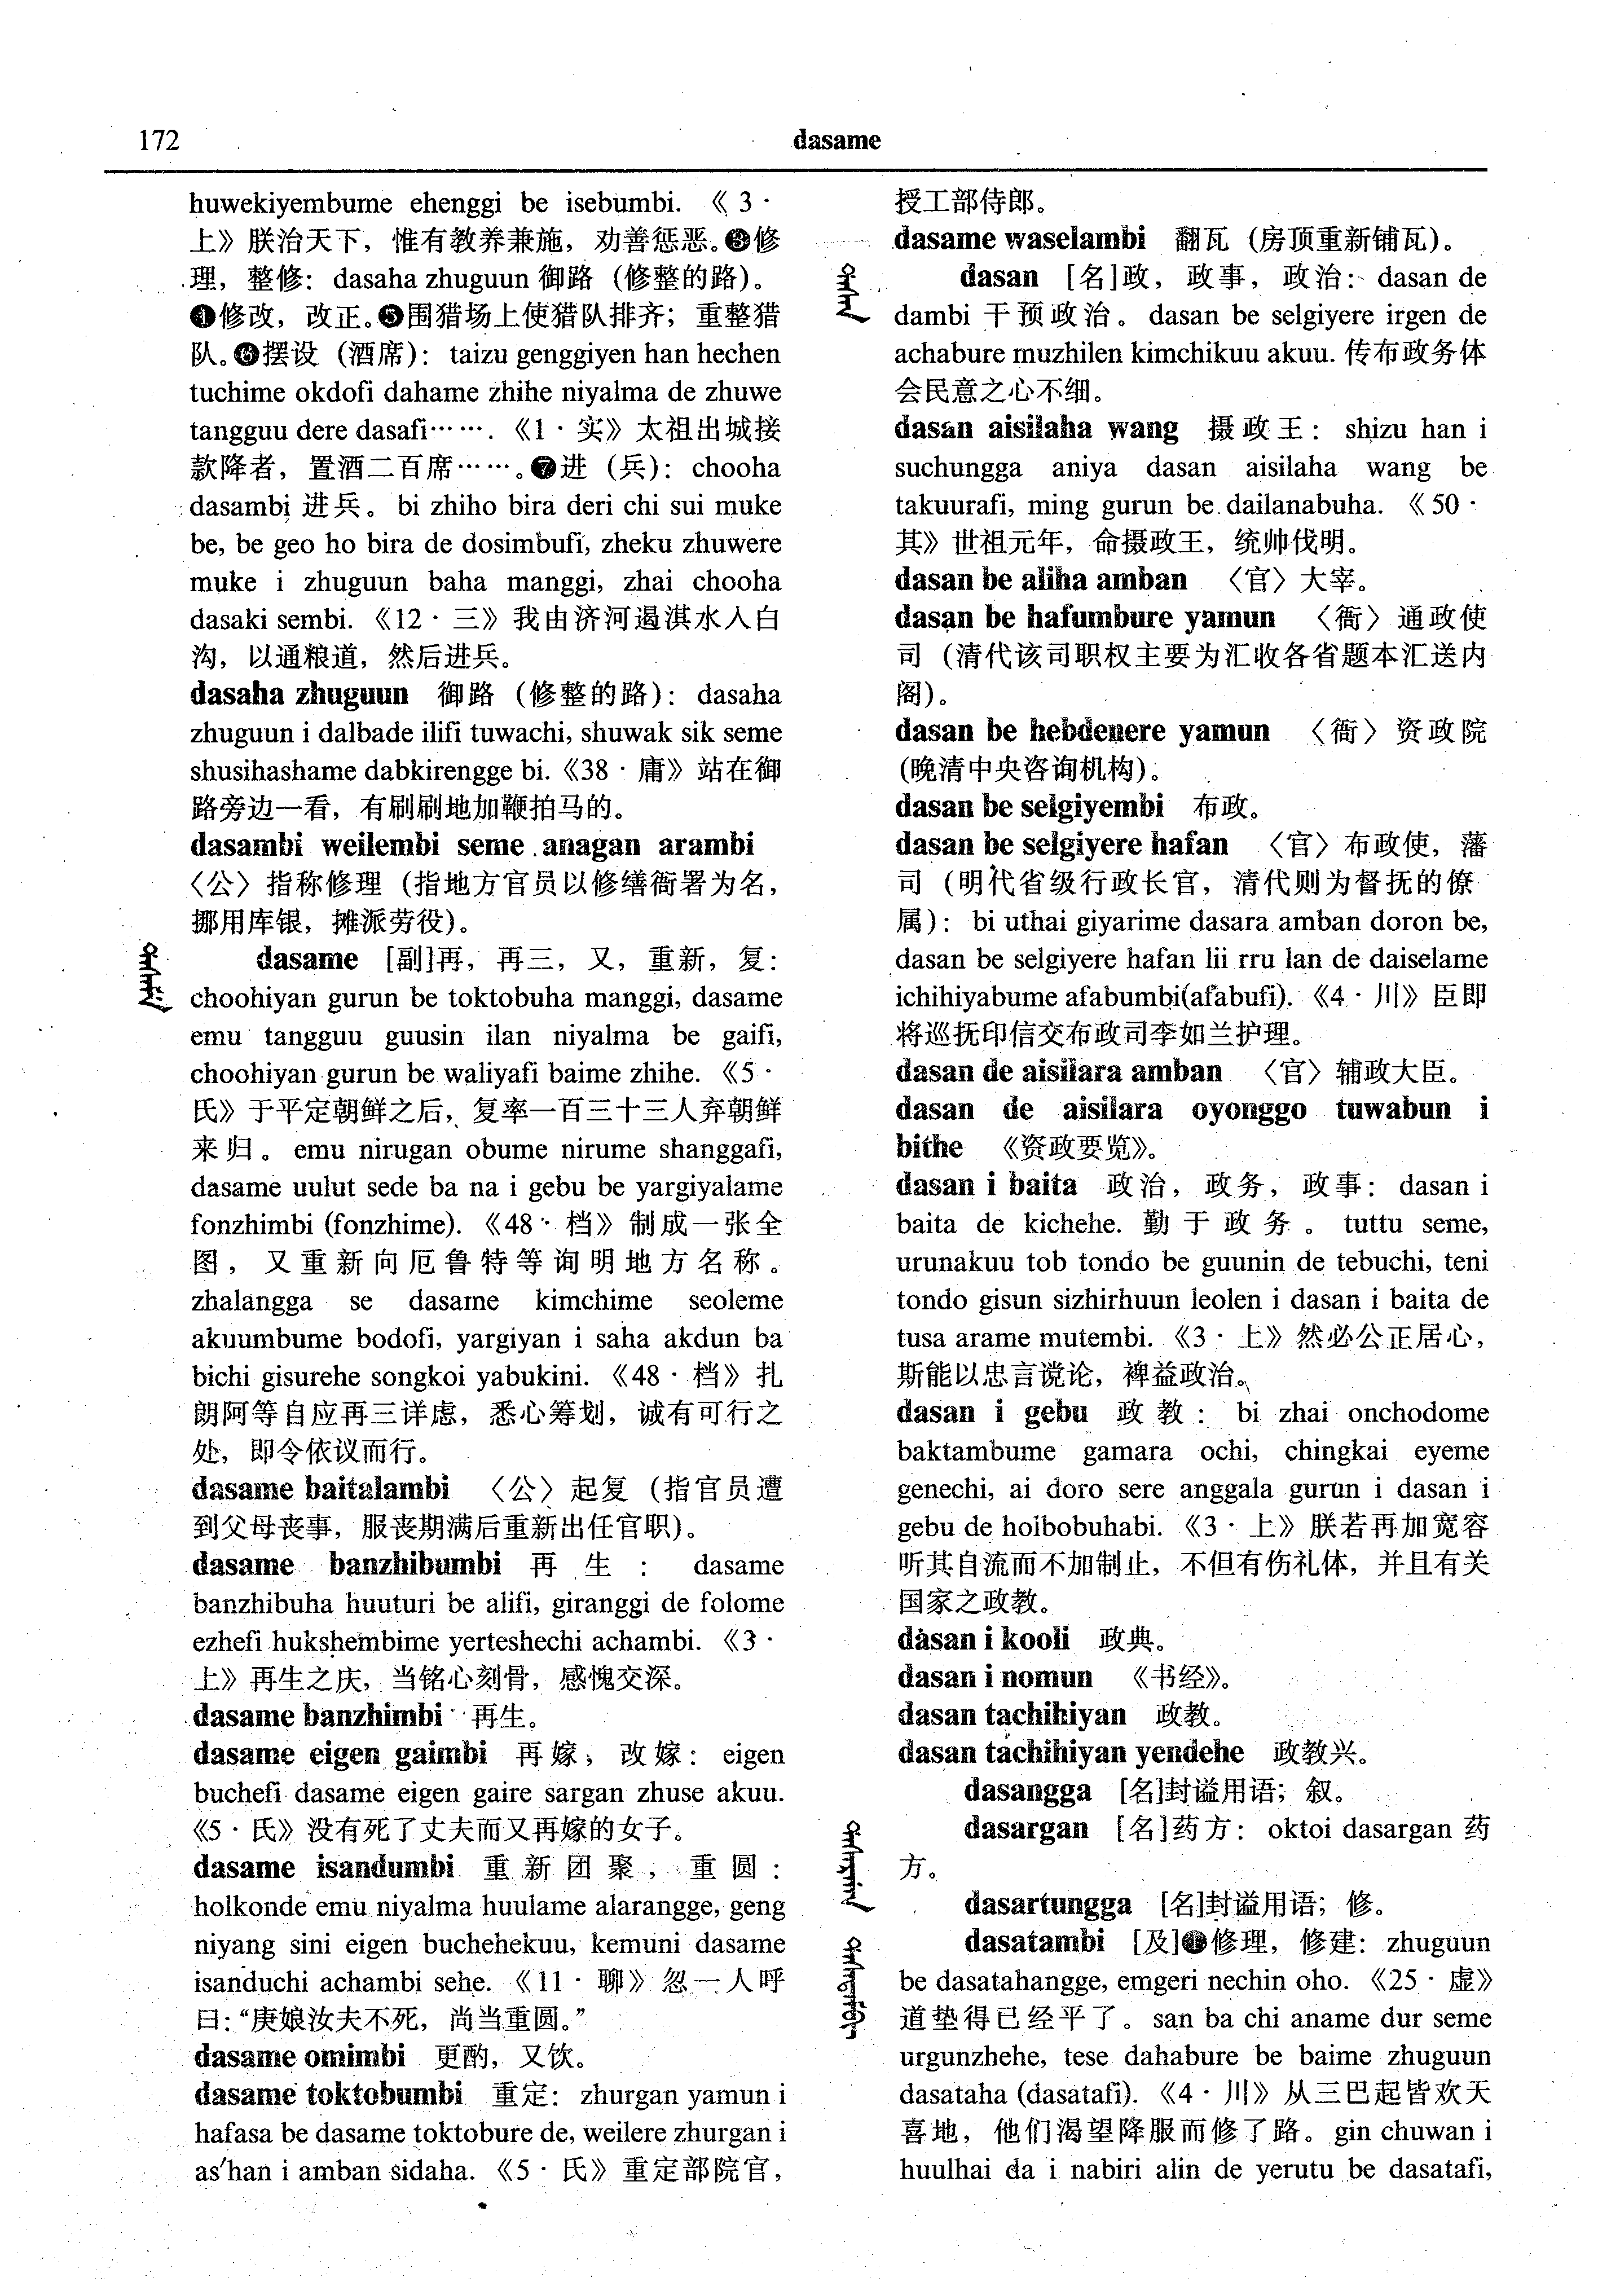 172
dasame
huwekiyembume ehenggi be isebumbi. 《3·
上》朕治天下，惟有教养兼施，劝善惩恶。❸修
理，整修：dasaha zhuguun 御路（修整的路）。
❹修改，改正。❺围猎场上使猎队排齐；重整猎
队。❻摆设（酒席）：taizu genggiyen han hechen
tuchime okdofi dahame zhihe niyalma de zhuwe
tangguu dere dasafi……. 《1·实》太祖出城接
款降者，置酒二百席……。❼进（兵）：chooha
dasambi 进兵。bi zhiho bira deri chi sui muke
be, be geo ho bira de dosimbufi, zheku zhuwere
muke i zhuguun baha manggi, zhai chooha
dasaki sembi. 《12·三》我由济河遏淇水入白
沟，以通粮道，然后进兵。
dasaha zhuguun 御路（修整的路）：dasaha
zhuguun i dalbade ilifi tuwachi, shuwak sik seme
shusihashame dabkirengge bi.《38·庸》站在御
路旁边一看，有刷刷地加鞭拍马的。
dasambi weilembi seme anagan arambi
〈公〉指称修理（指地方官员以修缮衙署为名，
挪用库银，摊派劳役）。
dasame [副]再，再三，又，重新，复：
choohiyan gurun be toktobuha manggi, dasame
emu tangguu guusin ilan niyalma be gaifi,
choohiyan gurun be waliyafi baime zhihe. 《5·
氏》于平定朝鲜之后，复率一百三十三人弃朝鲜
来归。emu nirugan obume nirume shanggafi,
dasame uulut sede ba na i gebu be yargiyalame
fonzhimbi (fonzhime). 《48·档》制成一张全
图，又重新向厄鲁特等询明地方名称。
zhalangga se dasame kimchime seoleme
akuumbume bodofi, yargiyan i saha akdun ba
bichi gisurehe songkoi yabukini. 《48·档》扎
朗阿等自应再三详虑，悉心筹划，诚有可行之
处，即令依议而行。
dasame baitalambi 〈公〉起复（指官员遭
到父母丧事，服丧期满后重新出任官职）。
dasame banzhibumbi 再生：dasame
banzhibuha huuturi be alifi, giranggi de folome
ezhefi hukshembime yerteshechi achambi. 《3·
上》再生之庆，当铭心刻骨，感愧交深。
dasame banzhimbi 再生。
dasame eigen gaimbi 再嫁，改嫁：eigen
buchefi dasame eigen gaire sargan zhuse akuu.
《5·氏》没有死了丈夫而又再嫁的女子。
dasame isandumbi 重新团聚，重圆：
holkonde emu niyalma huulame alarangge, geng
niyang sini eigen buchehekuu, kemuni dasame
isanduchi achambi sehe. 《11·聊》忽一人呼
曰：“庚娘汝夫不死，尚当重圆。”
dasame omimbi 更酌，又饮。
dasame toktobumbi 重定：zhurgan yamun i
hafasa be dasame toktobure de, weilere zhurgan i
as'han i amban sidaha. 《5·氏》重定部院官，
授工部侍郎。
dasame waselambi 翻瓦（房顶重新铺瓦）。
dasan [名]政，政事，政治：dasan de
dambi 干预政治。dasan be selgiyere irgen de
achabure muzhilen kimchikuu akuu. 传布政务体
会民意之心不细。
dasan aisilaha wang 摄政王：shizu han i
suchungga aniya dasan aisilaha wang be
takuurafi, ming gurun be dailanabuha. 《50·
其》世祖元年，命摄政王，统帅伐明。
dasan be aliha amban 〈官〉大宰。
dasan be hafumbure yamun 〈衙〉通政使
司（清代该司职权主要为汇收各省题本汇送内
阁）。
dasan be hebdenere yamun 〈衙〉资政院
（晚清中央咨询机构）。
dasan be selgiyembi 布政。
dasan be selgiyere hafan 〈官〉布政使，藩
司（明代省级行政长官，清代则为督抚的僚
属）：bi uthai giyarime dasara amban doron be,
dasan be selgiyere hafan lii rru lan de daiselame
ichihiyabume afabumbi(afabufi). 《4·川》臣即
将巡抚印信交布政司李如兰护理。
dasan de aisilara amban 〈官〉辅政大臣。
dasan de aisilara oyonggo tuwabun i
bithe 《资政要览》。
dasan i baita 政治，政务，政事：dasan i
baita de kichehe. 勤于政务。tuttu seme,
urunakuu tob tondo be guunin de tebuchi, teni
tondo gisun sizhirhuun leolen i dasan i baita de
tusa arame mutembi. 《3·上》然必公正居心，
斯能以忠言谠论，裨益政治。
dasan i gebu 政教：bi zhai onchodome
baktambume gamara ochi, chingkai eyeme
genechi, ai doro sere anggala gurun i dasan i
gebu de holbobuhabi. 《3·上》朕若再加宽容
听其自流而不加制止，不但有伤礼体，并且有关
国家之政教。
dasan i kooli 政典。
dasan i nomun 《书经》。
dasan tachihiyan 政教。
dasan tachihiyan yendehe 政教兴。
dasangga [名]封谥用语；叙。
dasargan [名]药方：oktoi dasargan 药
方。
dasartungga [名]封谥用语；修。
dasatambi [及]❶修理，修建：zhuguun
be dasatahangge, emgeri nechin oho. 《25·虚》
道垫得已经平了。san ba chi aname dur seme
urgunzhehe, tese dahabure be baime zhuguun
dasataha (dasatafi). 《4·川》从三巴起皆欢天
喜地，他们渴望降服而修了路。gin chuwan i
huulhai da i nabiri alin de yerutu be dasatafi,